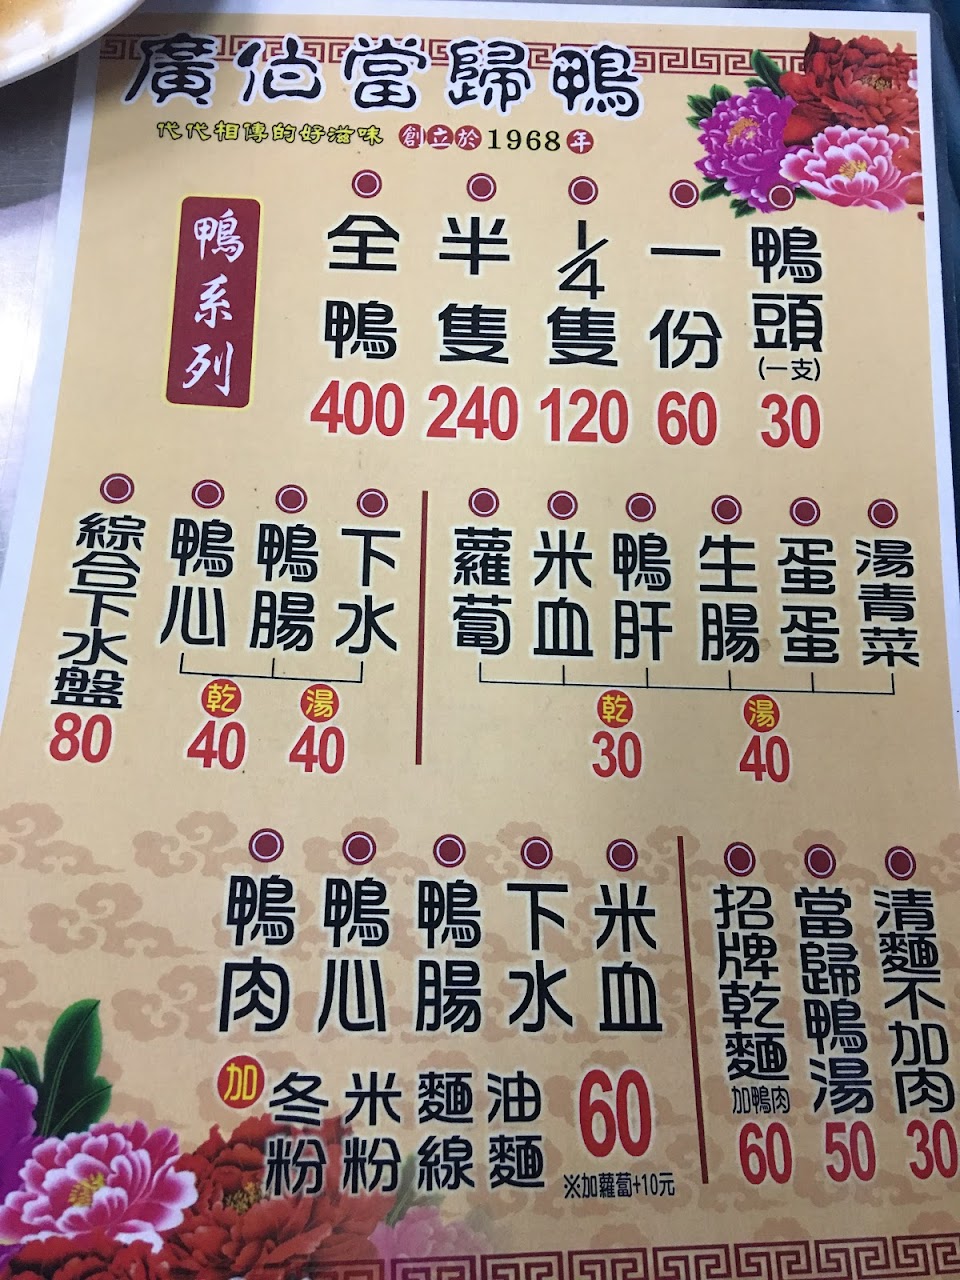 廣伯當歸鴨
代代相傳的好滋味 創立於1968年
鴨系列
全鴨 400
半隻 240
1/4隻 120
一份 60
鴨頭(一支) 30
綜合下水盤 80
鴨心
鴨腸
下水
乾 40
湯 40
蘿蔔
米血
鴨肝
生腸
蛋蛋
湯青菜
乾 30
湯 40
鴨肉
鴨心
鴨腸
下水
米血
加
冬粉
米粉
麵線
油麵
60
※加蘿蔔+10元
招牌乾麵 加鴨肉 60
當歸鴨湯 50
清麵不加肉 30